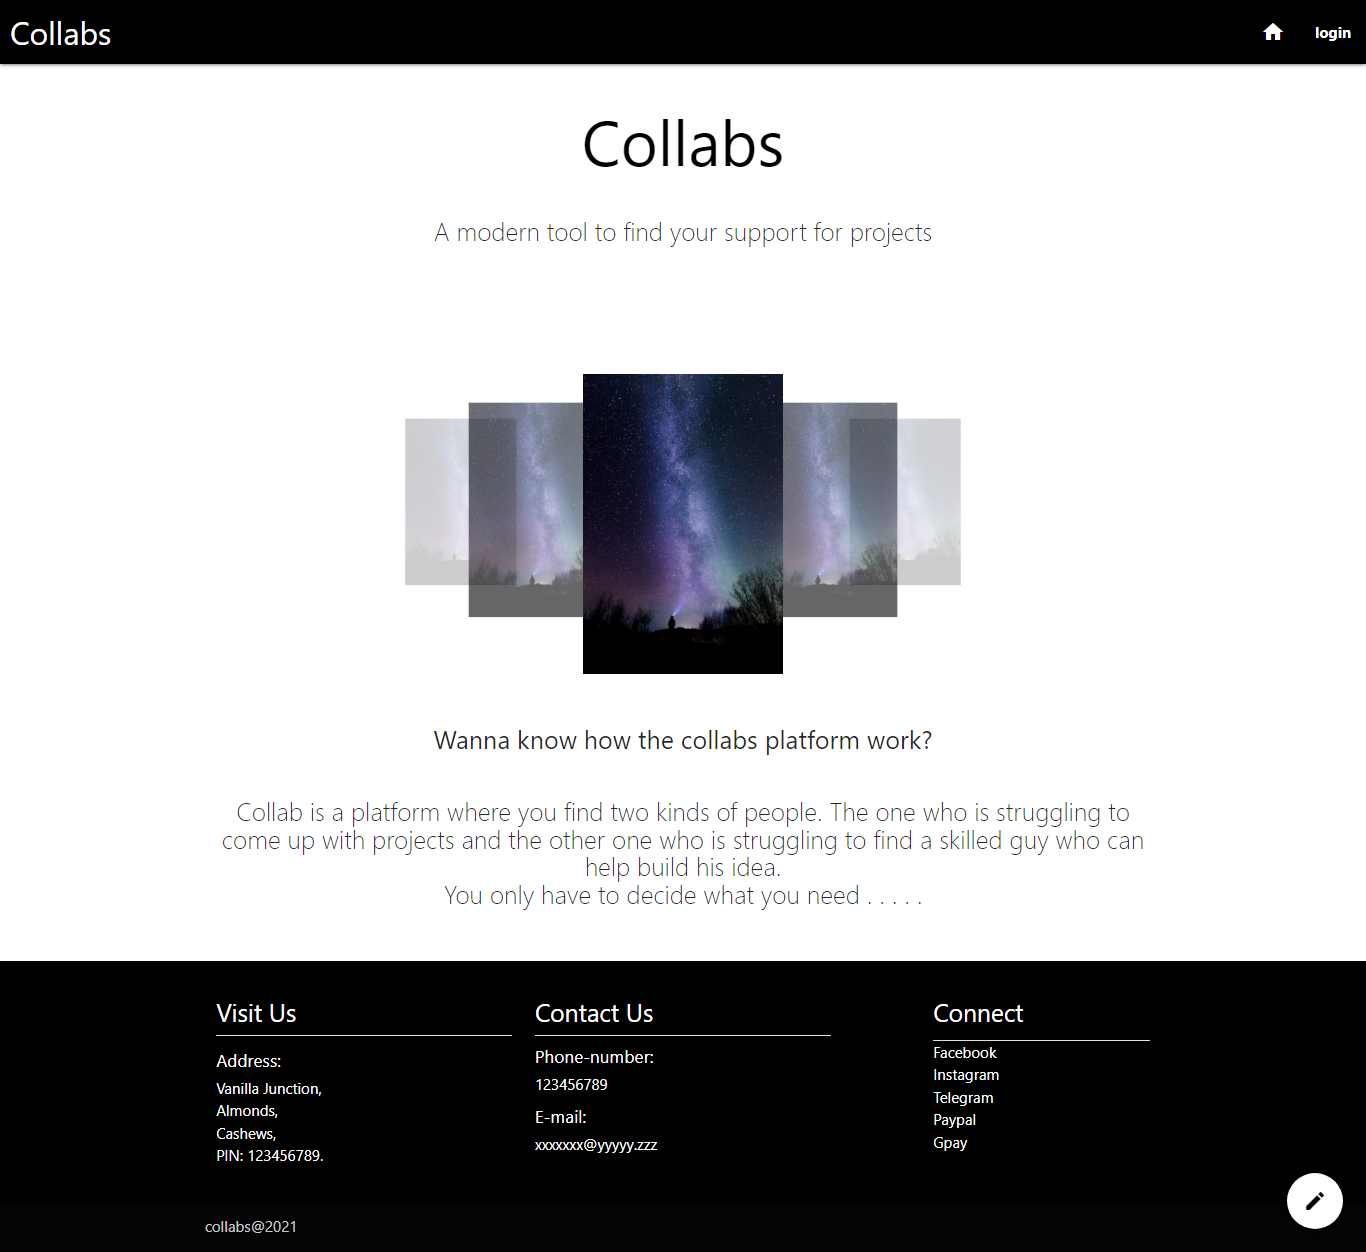 Collabs
login
Collabs
A modern tool to find your support for projects
Wanna know how the collabs platform work?
Collab is a platform where you find two kinds of people. The one who is struggling to
come up with projects and the other one who is struggling to find a skilled guy who can
help build his idea.
You only have to decide what you need . . . . .
Visit Us
Address:
Vanilla Junction,
Almonds,
Cashews,
PIN: 123456789.
Contact Us
Phone-number:
123456789
E-mail:
xxxxxxx@yyyyy.zzz
Connect
Facebook
Instagram
Telegram
Paypal
Gpay
collabs@2021